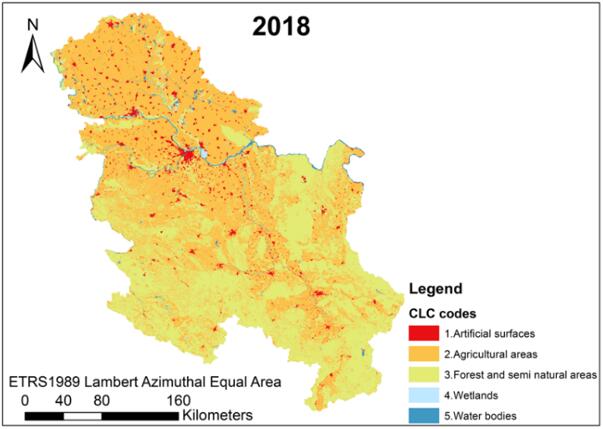 2018
N
Legend
CLC codes
1.Artificial surfaces
2.Agricultural areas
3.Forest and semi natural areas
4.Wetlands
5.Water bodies
ETRS1989 Lambert Azimuthal Equal Area
0 40 80 160
Kilometers